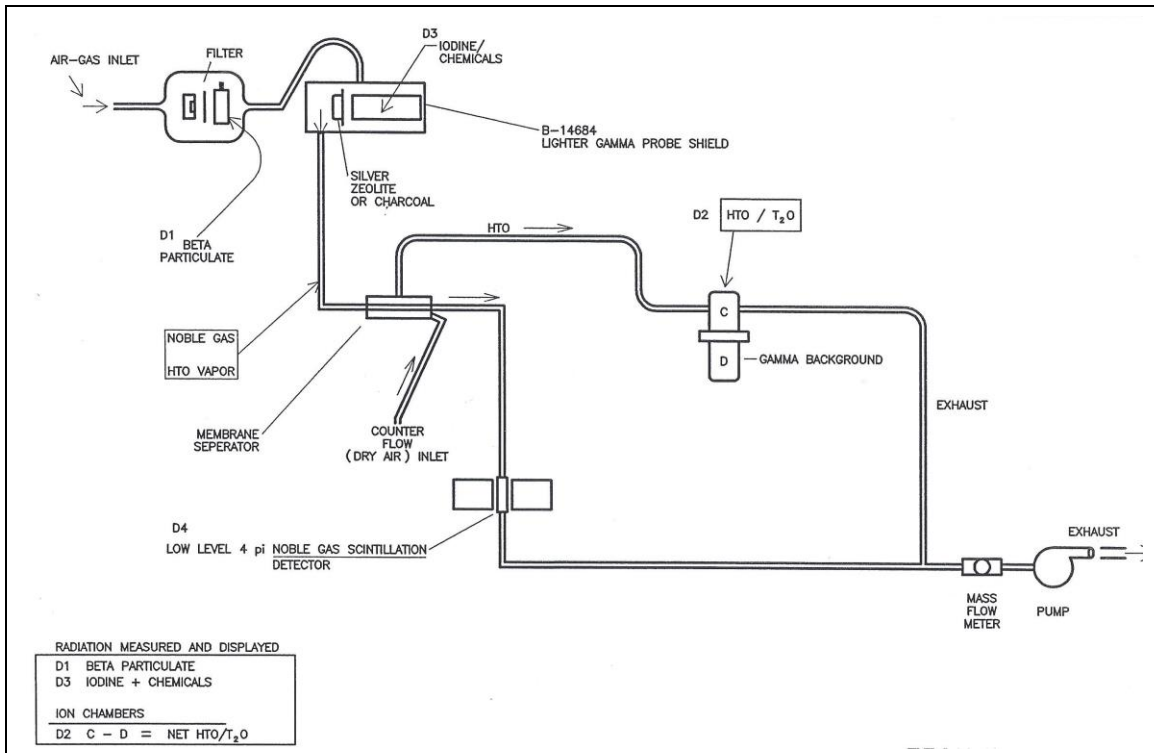 D3
IODINE/
CHEMICALS
FILTER
AIR-GAS INLET
B-14684
LIGHTER GAMMA PROBE SHIELD
SILVER
ZEOLITE
OR CHARCOAL
D1
BETA
PARTICULATE
HTO
D2
HTO / T₂O
C
D
GAMMA BACKGROUND
NOBLE GAS
HTO VAPOR
EXHAUST
MEMBRANE
SEPERATOR
COUNTER
FLOW
(DRY AIR) INLET
D4
LOW LEVEL 4 pi NOBLE GAS SCINTILLATION
DETECTOR
EXHAUST
MASS
FLOW
METER
PUMP
RADIATION MEASURED AND DISPLAYED
D1 BETA PARTICULATE
D3 IODINE + CHEMICALS
ION CHAMBERS
D2 C - D = NET HTO/T₂O